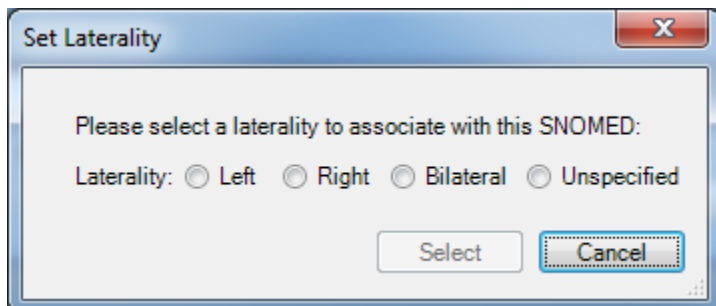 Set Laterality
Please select a laterality to associate with this SNOMED:
Laterality: Left Right Bilateral Unspecified
Select Cancel